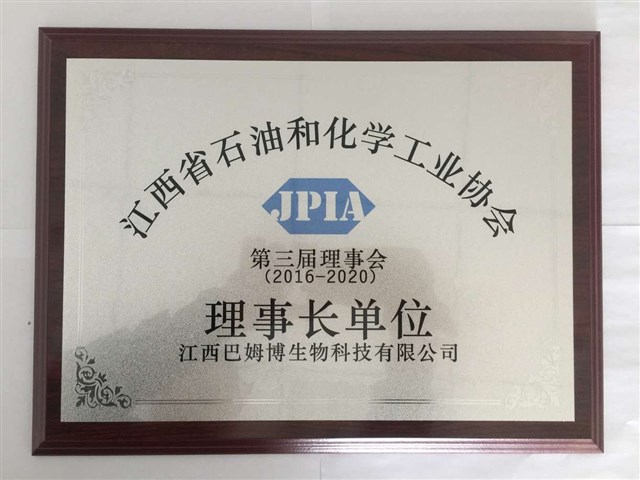 江西省石油和化学工业协会
JPIA
第三届理事会
(2016-2020)
理事长单位
江西巴姆博生物科技有限公司